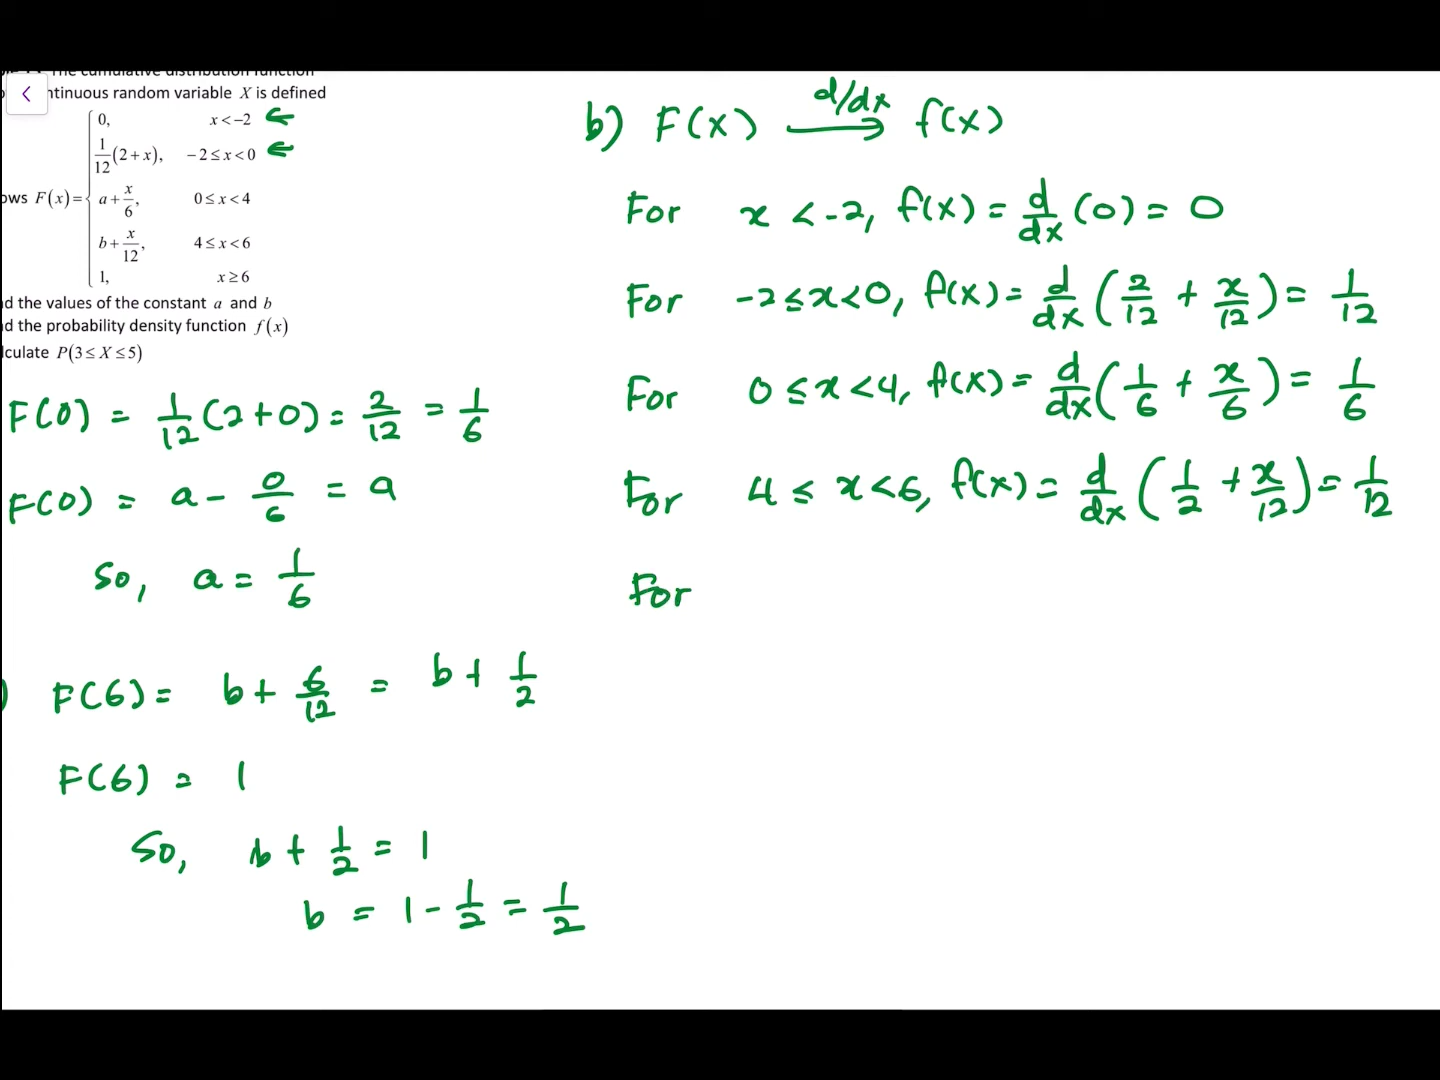 The cumulative distribution function
ntinuous random variable X is defined
0, x < −2 ←
1/12 (2 + x), −2 ≤ x < 0 ←
ows F(x) = a + x/6, 0 ≤ x < 4
b + x/12, 4 ≤ x < 6
1, x ≥ 6
d the values of the constant a and b
d the probability density function f(x)
lculate P(3 ≤ X ≤ 5)
F(0) = 1/12 (2+0) = 2/12 = 1/6
F(0) = a − 0/6 = a
So, a = 1/6
) F(6) = b + 6/12 = b + 1/2
F(6) = 1
So, b + 1/2 = 1
b = 1 − 1/2 = 1/2
b) F(x) d/dx → f(x)
For x < -2, f(x) = d/dx (0) = 0
For -2 ≤ x < 0, f(x) = d/dx (2/12 + x/12) = 1/12
For 0 ≤ x < 4, f(x) = d/dx (1/6 + x/6) = 1/6
For 4 ≤ x < 6, f(x) = d/dx (1/2 + x/12) = 1/12
For